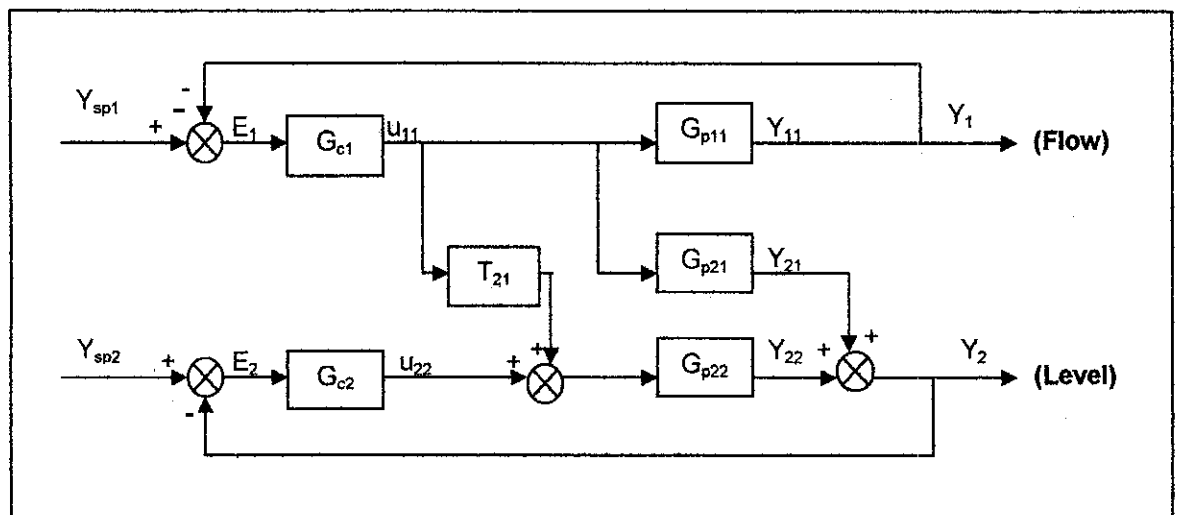 -
Y_sp1 - Y_1
+ E_1 G_c1 u_11 G_p11 Y_11 (Flow)
T_21 G_p21 Y_21
+
Y_sp2 + E_2 G_c2 u_22 + + G_p22 Y_22 + Y_2
- (Level)